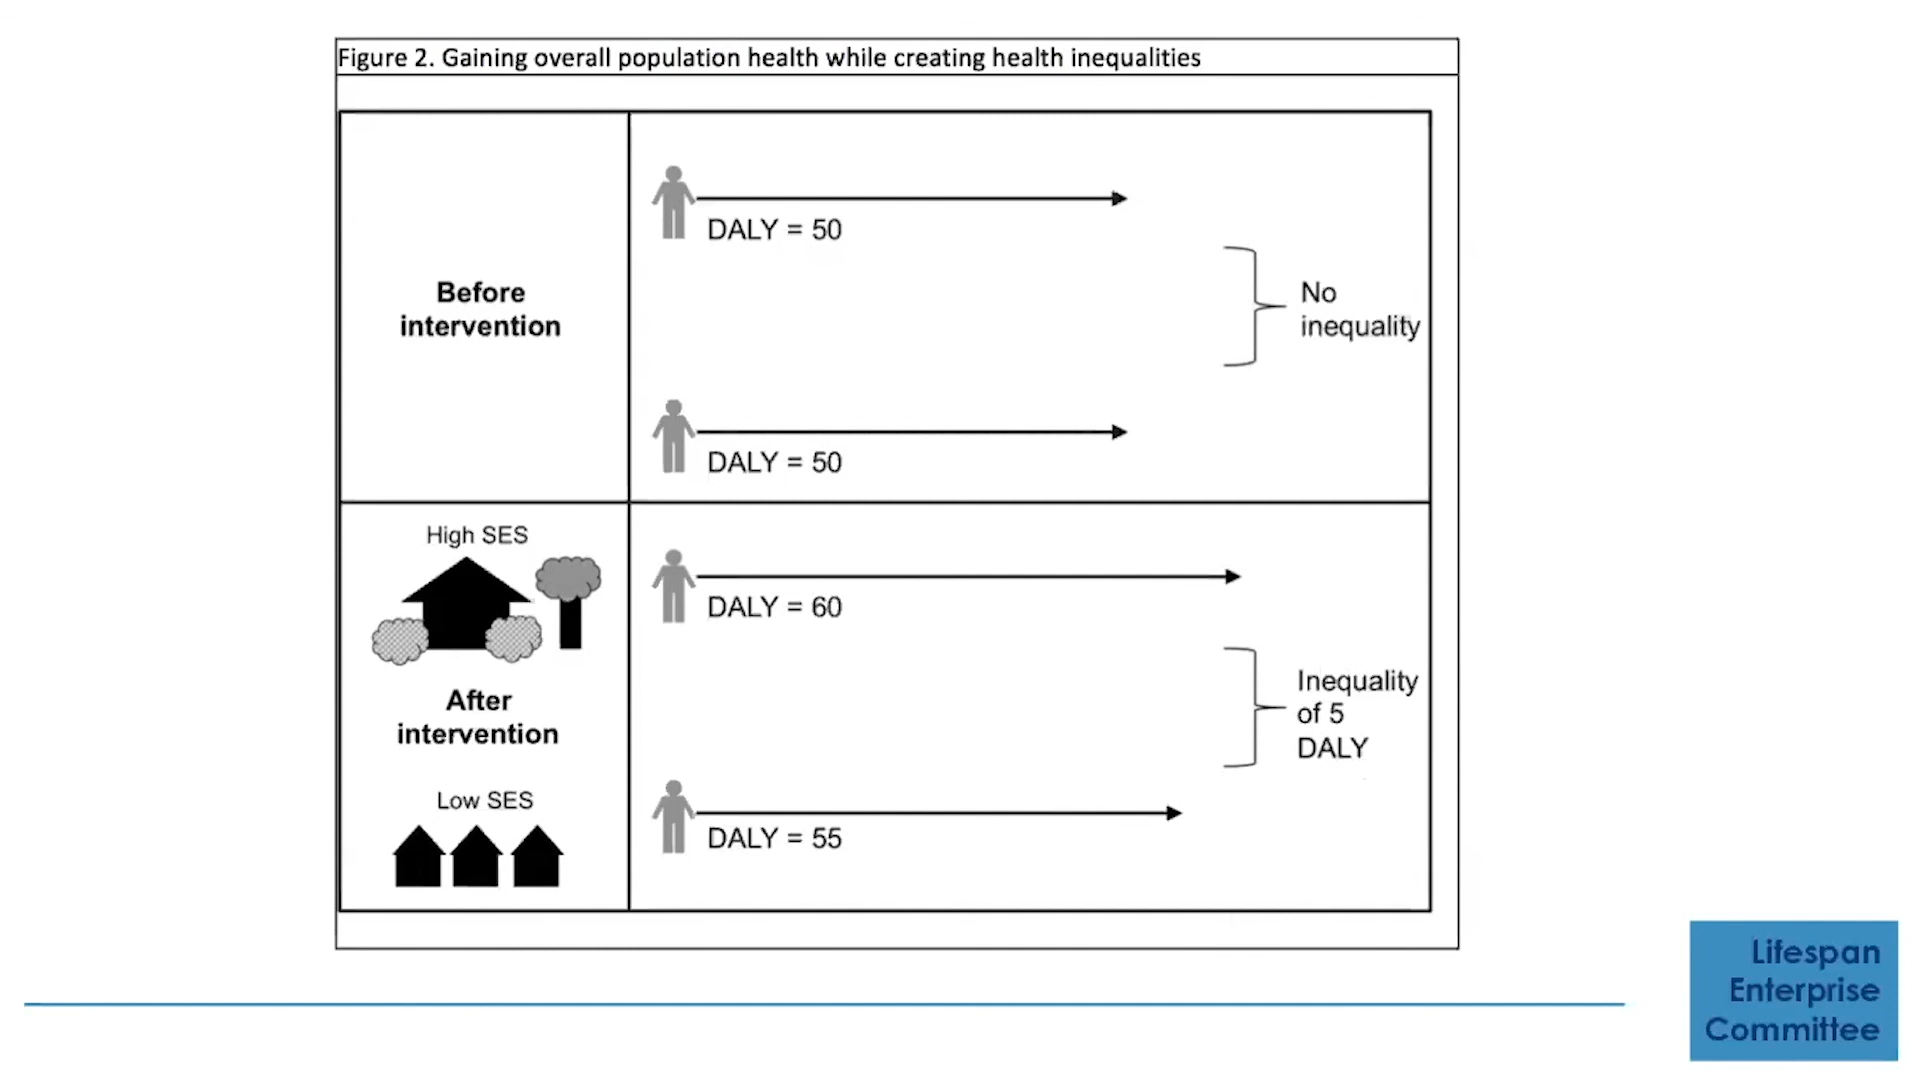 Figure 2. Gaining overall population health while creating health inequalities
Before
intervention
DALY = 50
DALY = 50
No
inequality
High SES
After
intervention
Low SES
DALY = 60
DALY = 55
Inequality
of 5
DALY
Lifespan
Enterprise
Committee